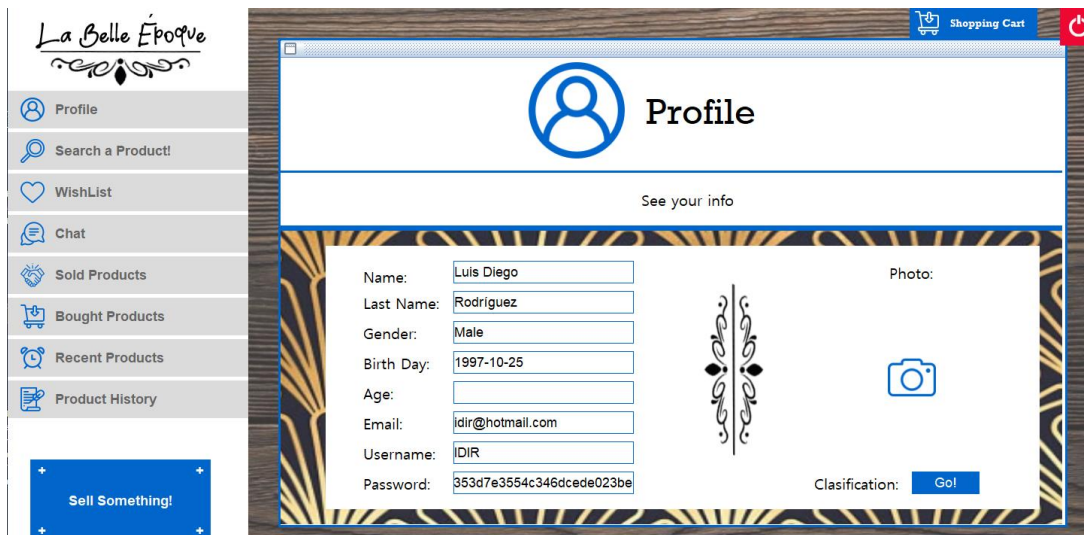 La Belle Époque
Profile
Search a Product!
WishList
Chat
Sold Products
Bought Products
Recent Products
Product History
Sell Something!
Shopping Cart
Profile
See your info
Name: Luis Diego
Last Name: Rodríguez
Gender: Male
Birth Day: 1997-10-25
Age:
Email: idir@hotmail.com
Username: IDIR
Password: 353d7e3554c346dcede023be
Photo:
Clasification: Go!